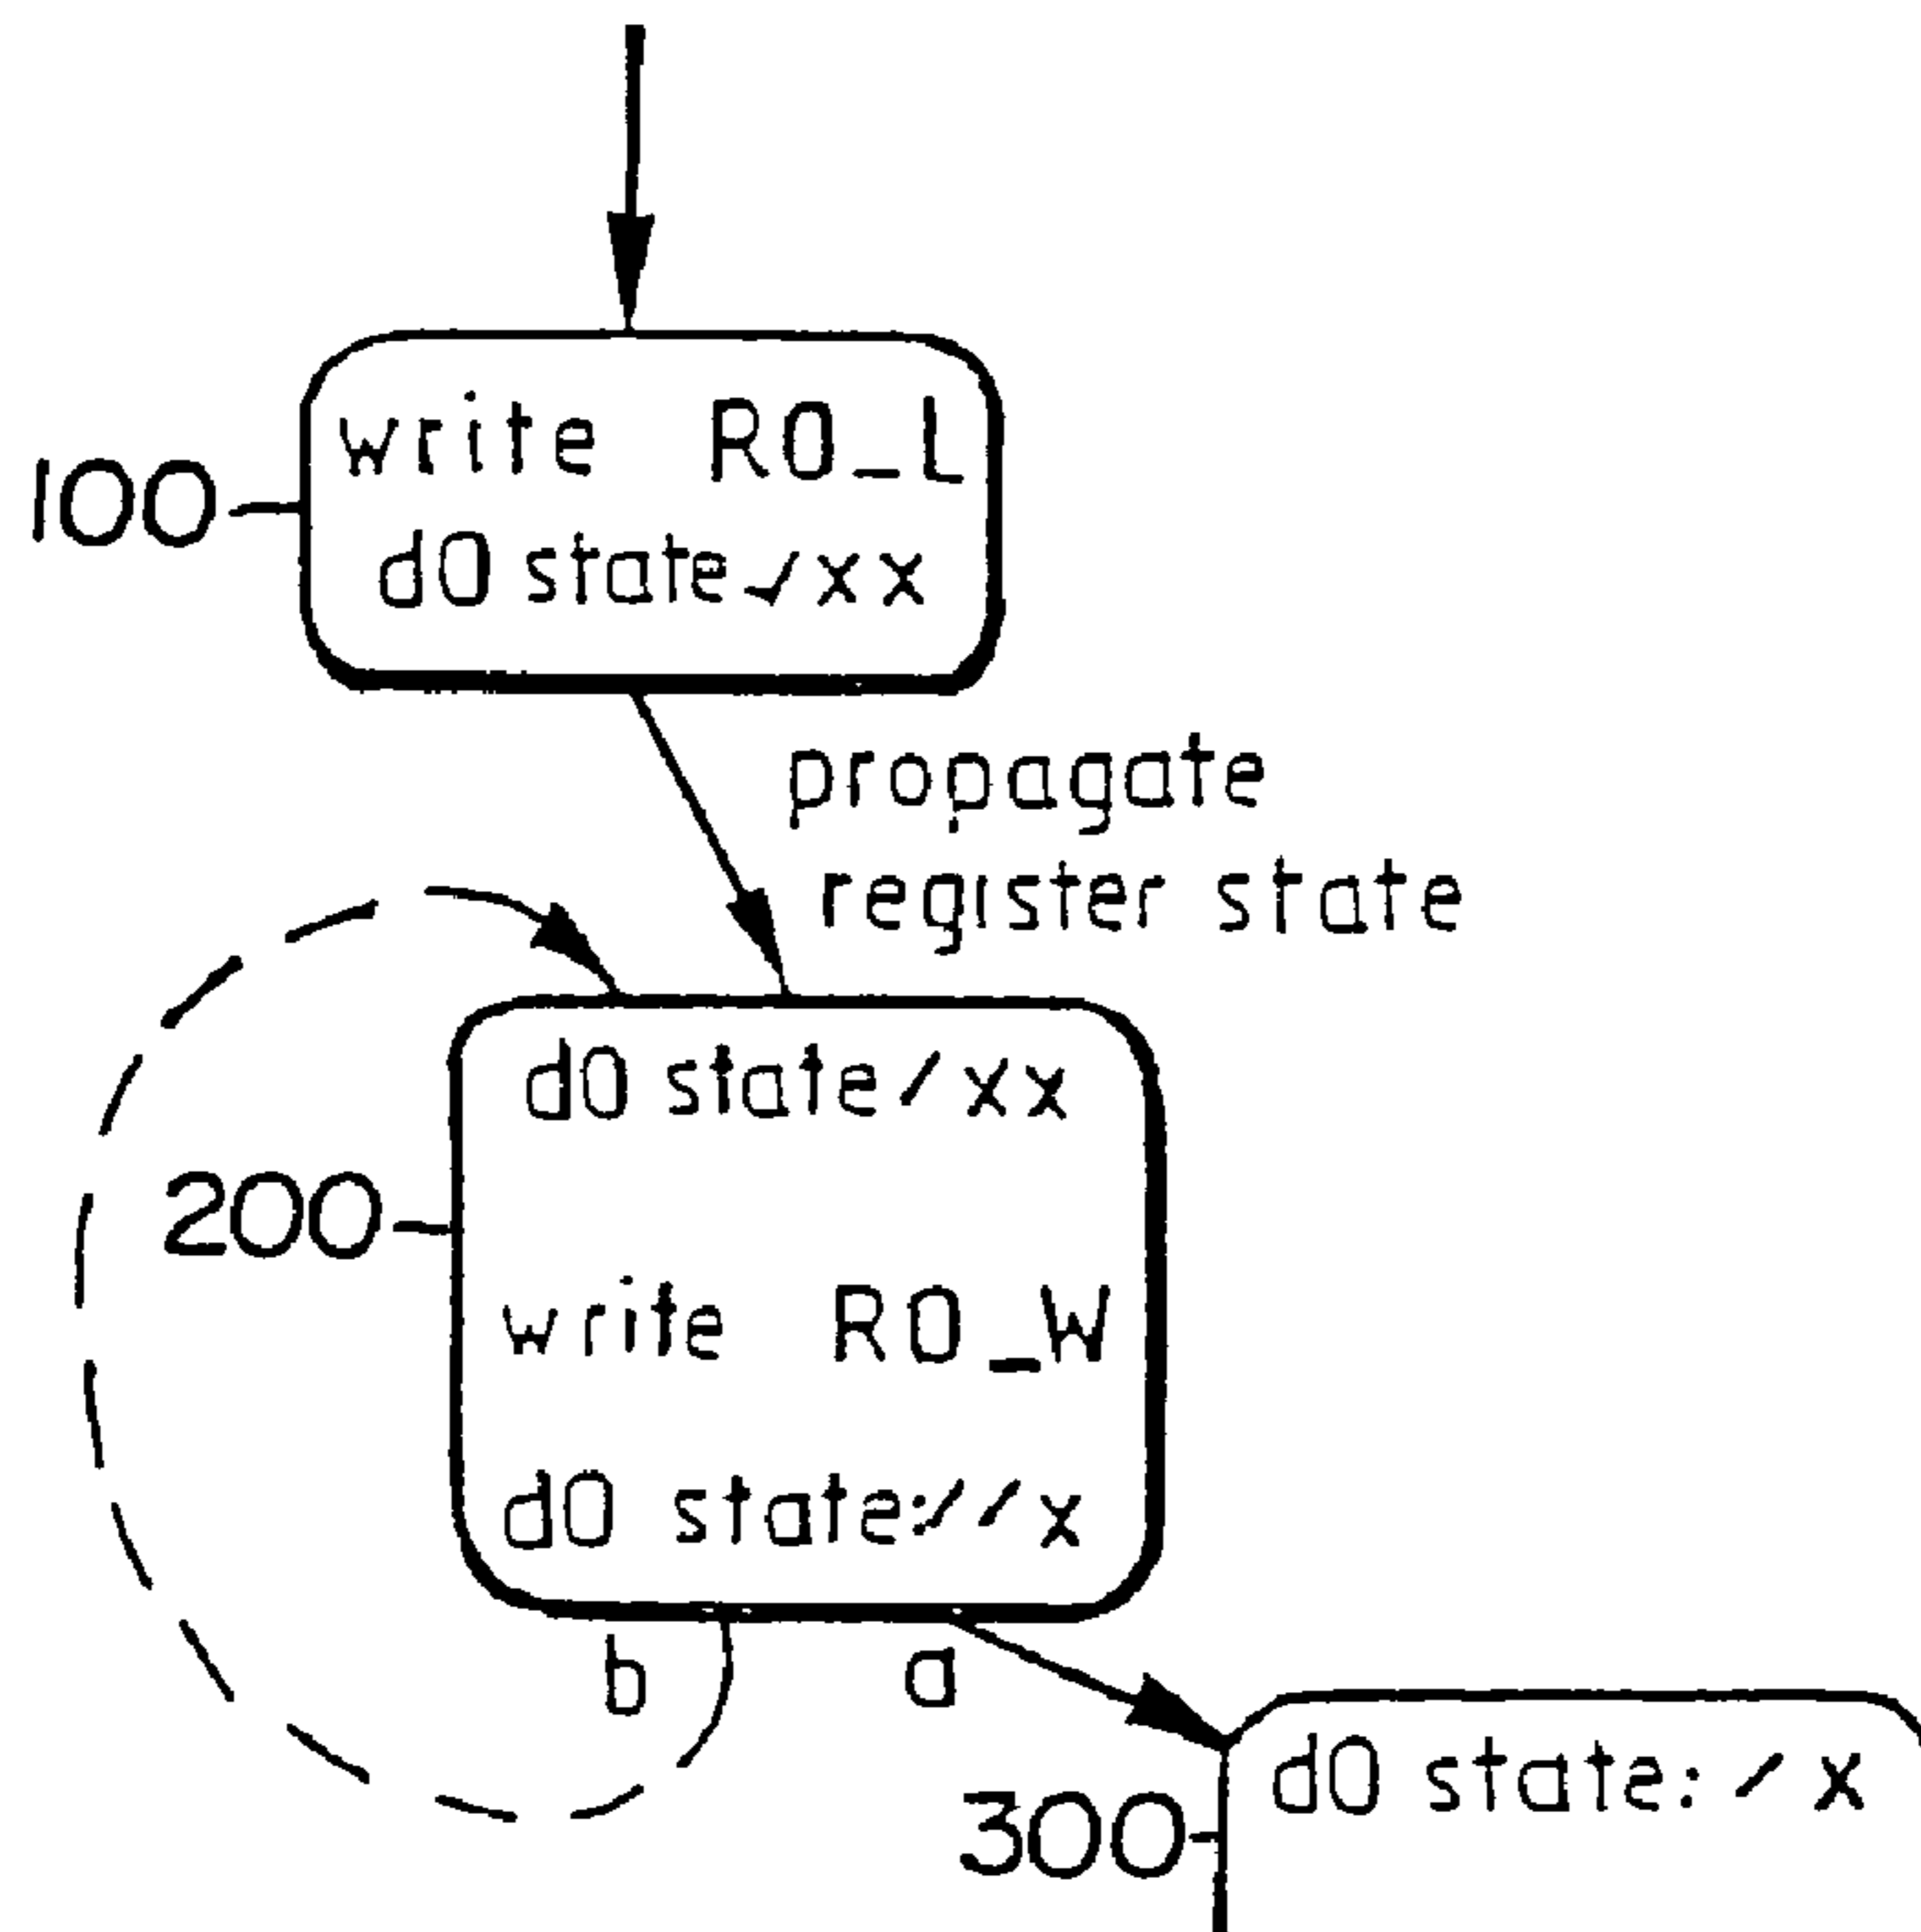 write R0_L
100
d0 state✓xx
propagate
register state
d0 state/xx
200
write R0_W
d0 state://x
b a
d0 state:/x
300